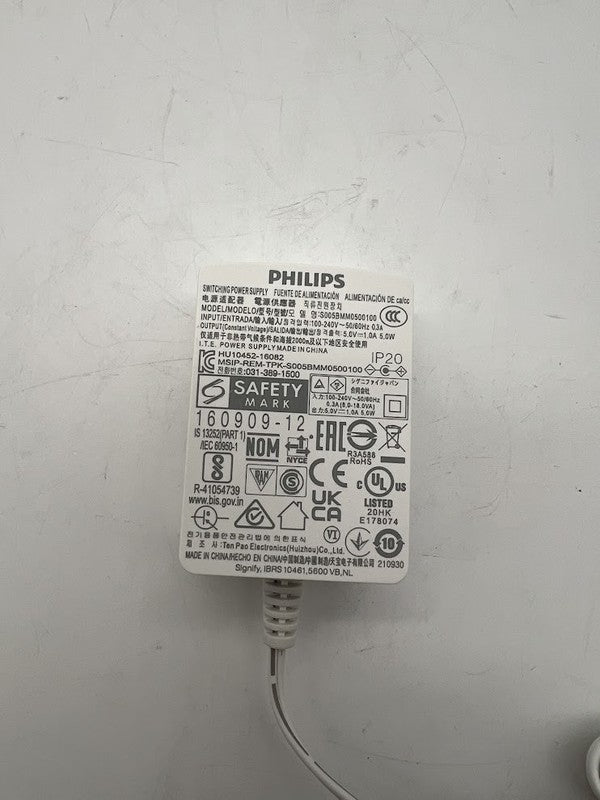 PHILIPS
SWITCHING POWER SUPPLY FUENTE DE ALIMENTACIÓN ALIMENTACIÓN DE ca/cc
电源适配器 電源供應器 직류전원장치
MODEL/MODELO/型号/型號/모 델 명:S005BMM0500100
INPUT/ENTRADA/输入/輸入/정격입력:100-240V~50/60Hz 0.3A
OUTPUT(Constant Voltage)/SALIDA/输出/輸出/정격출력:5.0V⎓1.0A 5.0W
仅适用于非热带气候条件和海拔2000m及以下地区安全使用
I.T.E. POWER SUPPLY MADE IN CHINA
IP20
HU10452-16082
MSIP-REM-TPK-S005BMM0500100
전화번호:031-389-1500
SAFETY
MARK
シグニファイジャパン
合同会社
入力:100-240V~50/60Hz
0.3A(8.0-18.0VA)
出力:5.0V⎓1.0A 5.0W
160909-12
IS 13252(PART 1)
/IEC 60950-1
NOM
NYCE
EAC
R3A588
RoHS
R-41054739
www.bis.gov.in
S
CE
UK
CA
c UL us
LISTED
20HK
E178074
VI
10
전기용품안전관리법에 의한표시
제조사: Ten Pao Electronics(Huizhou)Co.,Ltd.
MADE IN CHINA/HECHO EN CHINA/中国制造/中國製造/天宝电子有限公司 210930
Signify, IBRS 10461,5600 VB,NL